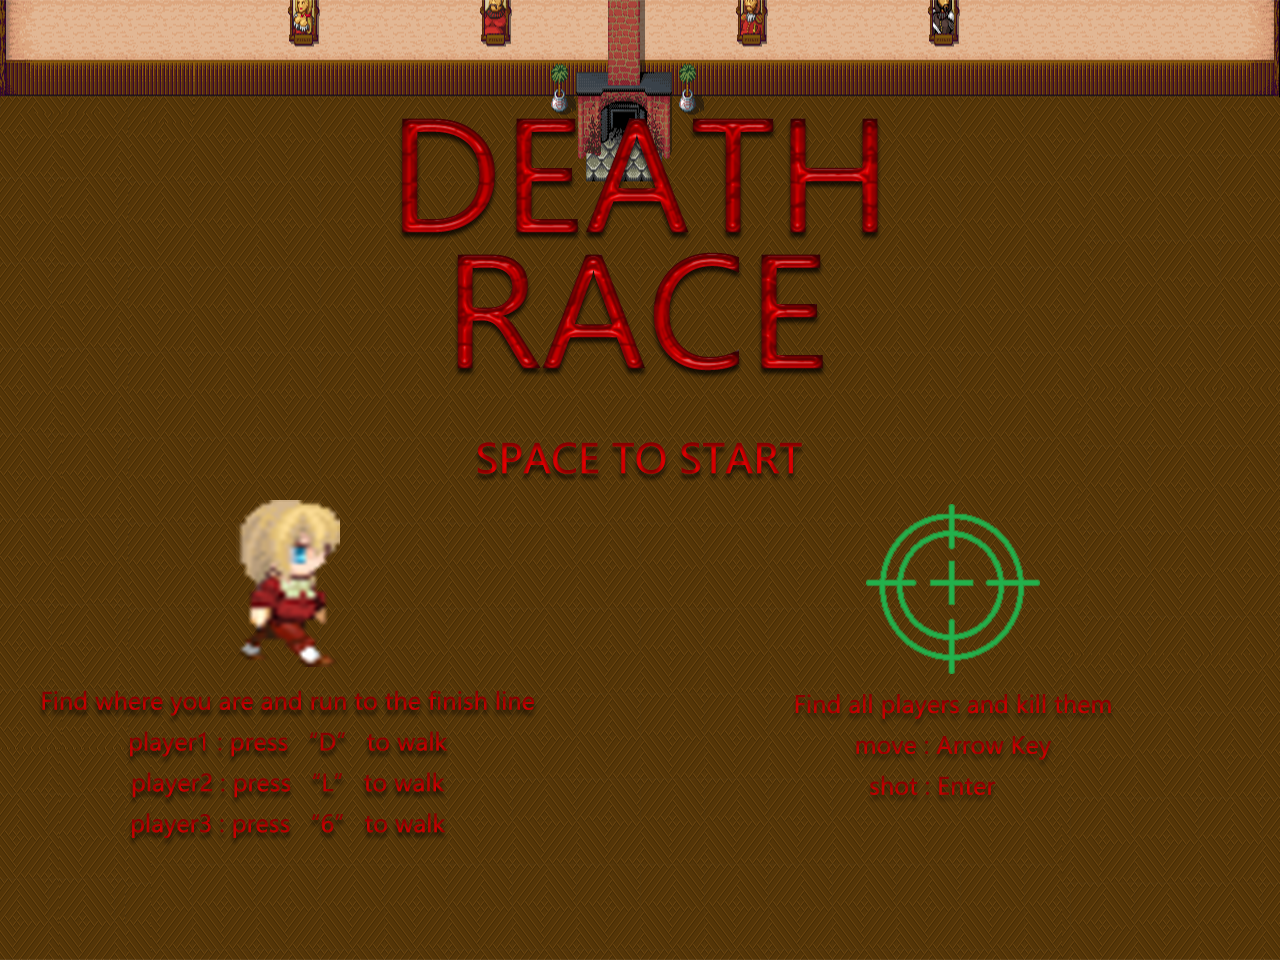 DEATH
RACE
SPACE TO START
Find where you are and run to the finish line
player1 : press “D” to walk
player2 : press “L” to walk
player3 : press “6” to walk
Find all players and kill them
move : Arrow Key
shot : Enter